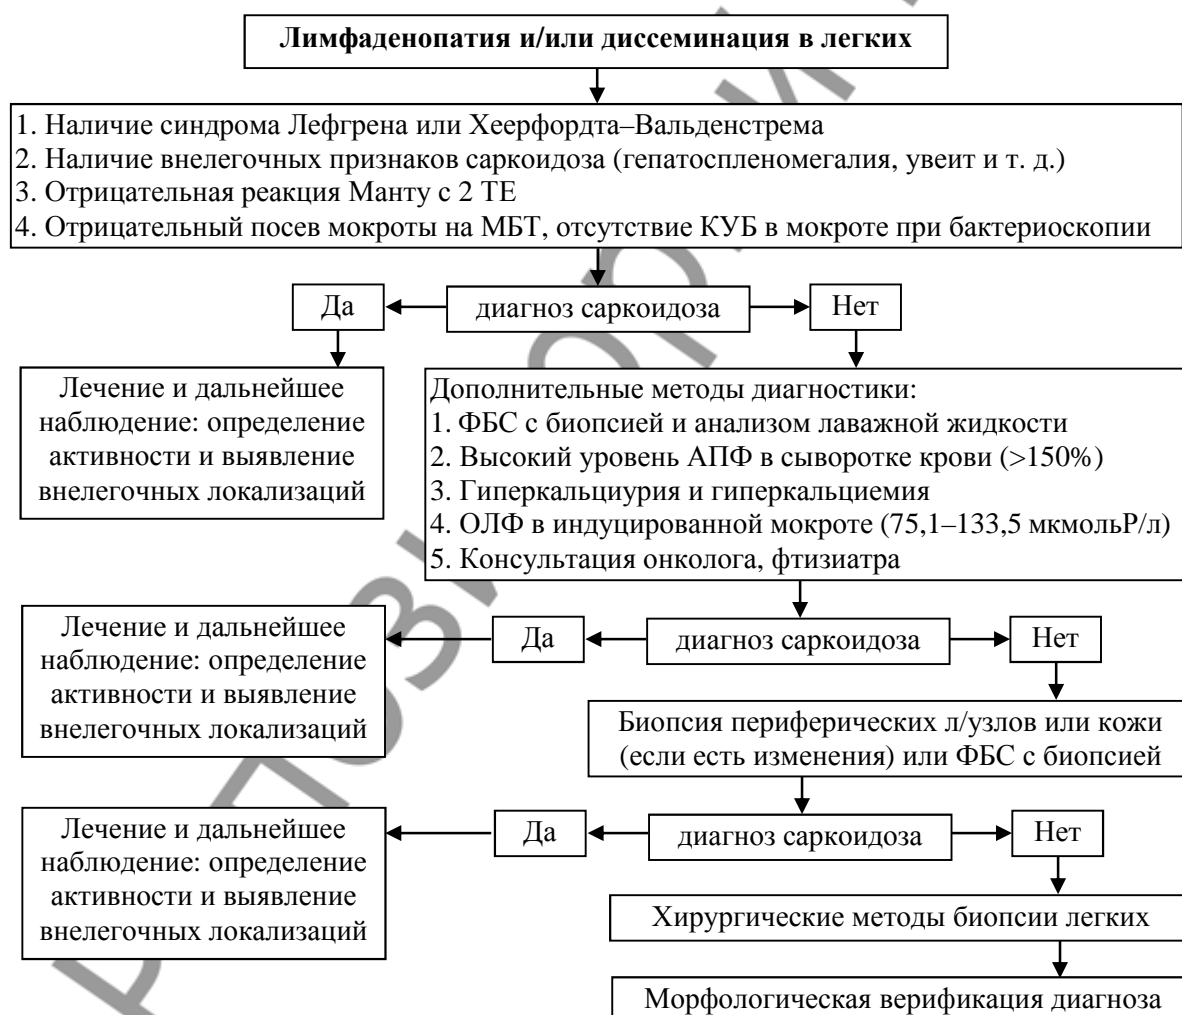 Лимфаденопатия и/или диссеминация в легких
1. Наличие синдрома Лефгрена или Хеерфордта–Вальденстрема
2. Наличие внелегочных признаков саркоидоза (гепатоспленомегалия, увеит и т. д.)
3. Отрицательная реакция Манту с 2 ТЕ
4. Отрицательный посев мокроты на МБТ, отсутствие КУБ в мокроте при бактериоскопии
Да
диагноз саркоидоза
Нет
Лечение и дальнейшее
наблюдение: определение
активности и выявление
внелегочных локализаций
Дополнительные методы диагностики:
1. ФБС с биопсией и анализом лаважной жидкости
2. Высокий уровень АПФ в сыворотке крови (>150%)
3. Гиперкальциурия и гиперкальциемия
4. ОЛФ в индуцированной мокроте (75,1–133,5 мкмольР/л)
5. Консультация онколога, фтизиатра
Лечение и дальнейшее
наблюдение: определение
активности и выявление
внелегочных локализаций
Да
диагноз саркоидоза
Нет
Биопсия периферических л/узлов или кожи
(если есть изменения) или ФБС с биопсией
Лечение и дальнейшее
наблюдение: определение
активности и выявление
внелегочных локализаций
Да
диагноз саркоидоза
Нет
Хирургические методы биопсии легких
Морфологическая верификация диагноза